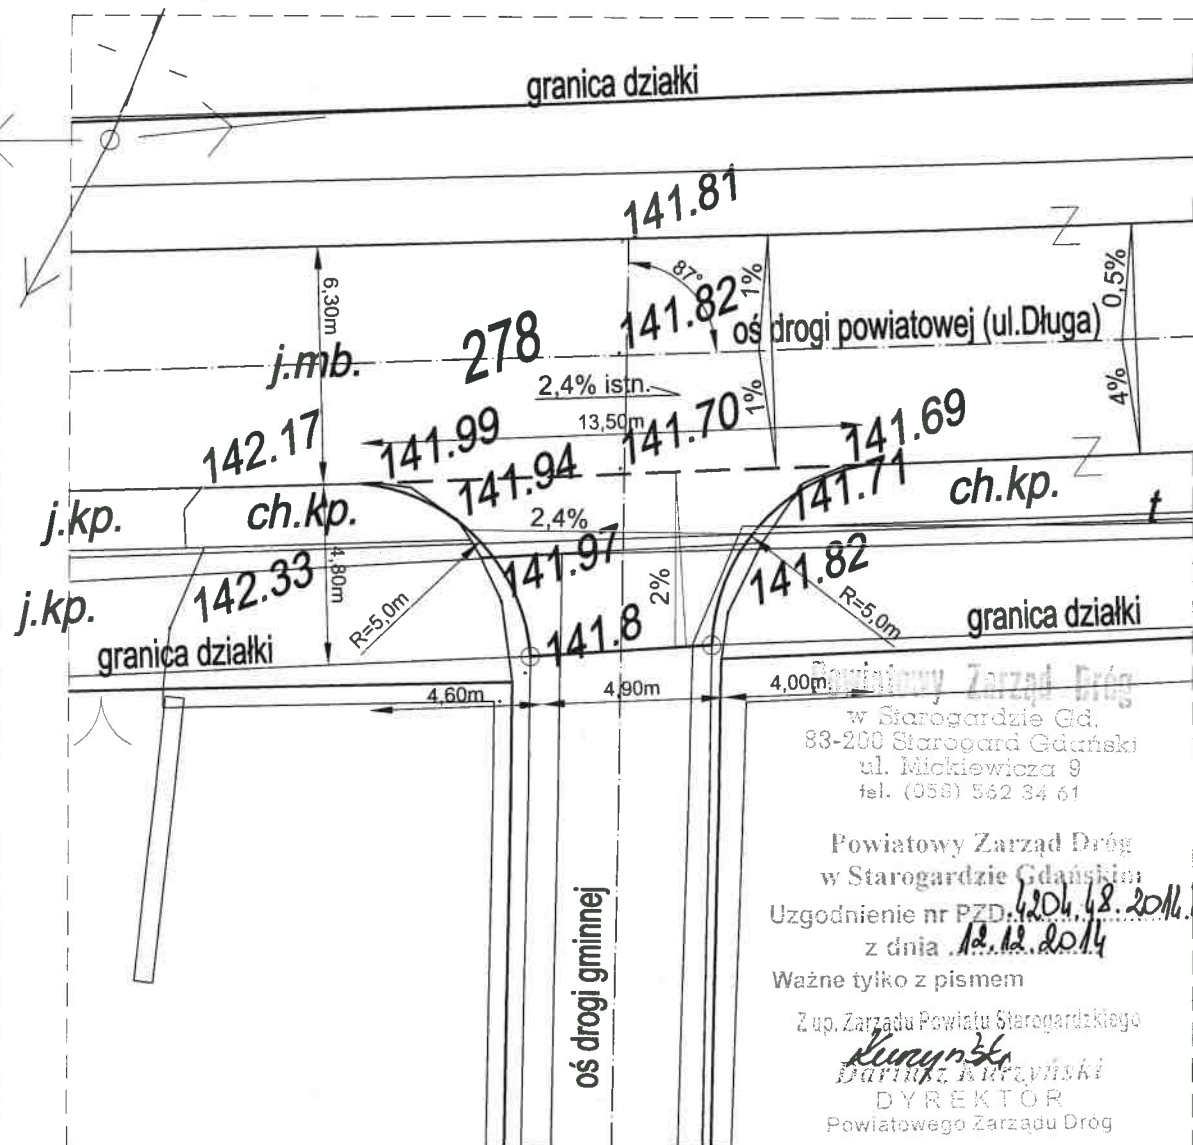 granica działki
141.81
Z
87°
1%
0,5%
6,30m
141.82
oś drogi powiatowej (ul.Długa)
278
j.mb.
2,4% istn.
1%
4%
13,50m
142.17
141.99
141.70
141.69
141.94
141.71
Z
j.kp.
ch.kp.
ch.kp.
t
2,4%
4,80m
142.33
141.97
2%
141.82
j.kp.
R=5,0m
R=5,0m
granica działki
141.8
granica działki
4,60m
4,90m
4,00m
oś drogi gminnej
Powiatowy Zarząd Dróg
w Starogardzie Gd.
83-200 Starogard Gdański
ul. Mickiewicza 9
tel. (058) 562 34 61
Powiatowy Zarząd Dróg
w Starogardzie Gdańskim
Uzgodnienie nr PZD.4204.48.2014.
z dnia 12.12.2014
Ważne tylko z pismem
Z up. Zarządu Powiatu Starogardzkiego
Kurzyński
Dariusz Kurzyński
DYREKTOR
Powiatowego Zarządu Dróg